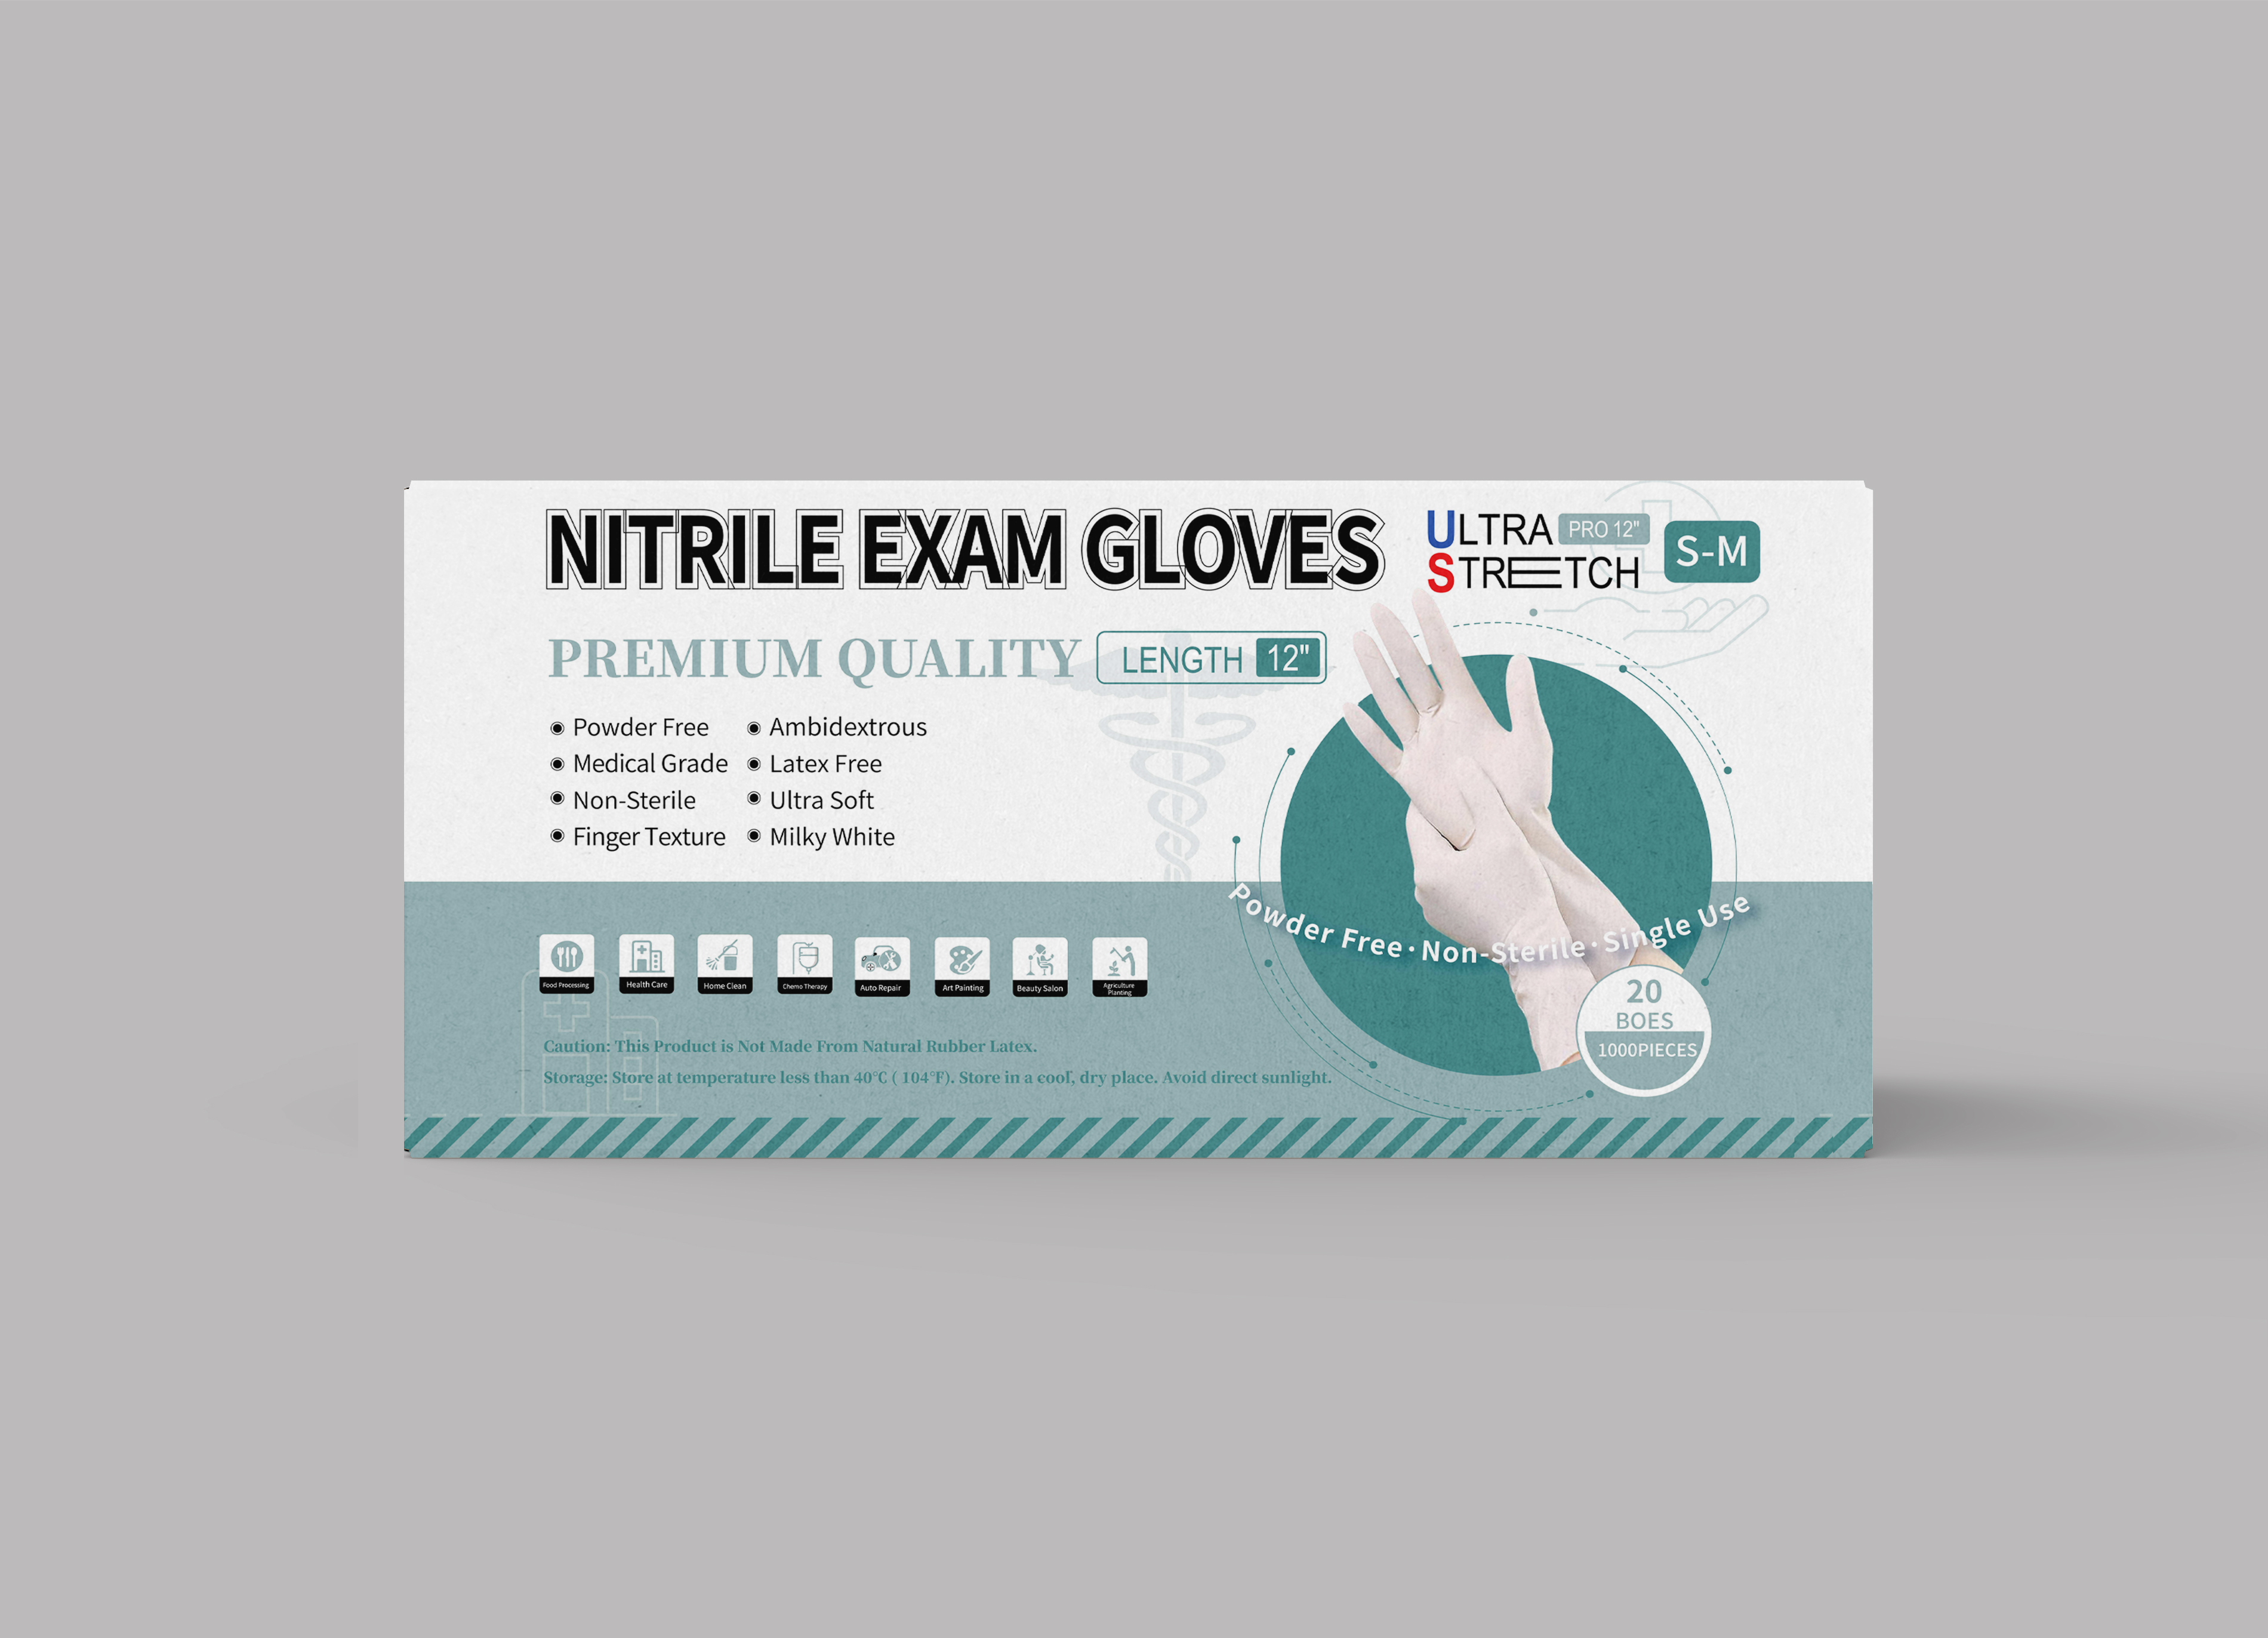 NITRILE EXAM GLOVES
ULTRA PRO 12"
STRETCH
S-M
PREMIUM QUALITY
LENGTH 12"
Powder Free
Ambidextrous
Medical Grade
Latex Free
Non-Sterile
Ultra Soft
Finger Texture
Milky White
Powder Free · Non-Sterile · Single Use
Food Processing
Health Care
Home Clean
Chemo Therapy
Auto Repair
Art Painting
Beauty Salon
Agriculture
Planting
20
BOES
1000PIECES
Caution: This Product is Not Made From Natural Rubber Latex.
Storage: Store at temperature less than 40°C ( 104°F). Store in a cool, dry place. Avoid direct sunlight.